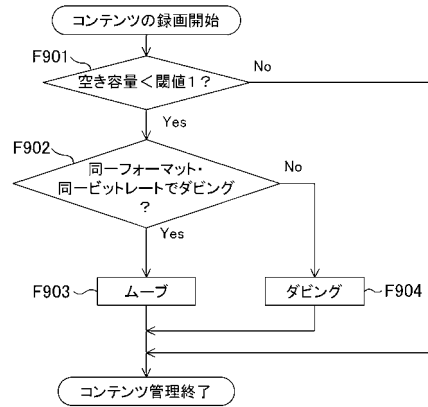 コンテンツの録画開始
F901
空き容量<閾値1?
No
Yes
F902
同一フォーマット・
同一ビットレートでダビング
?
No
Yes
F903
ムーブ
ダビング
F904
コンテンツ管理終了